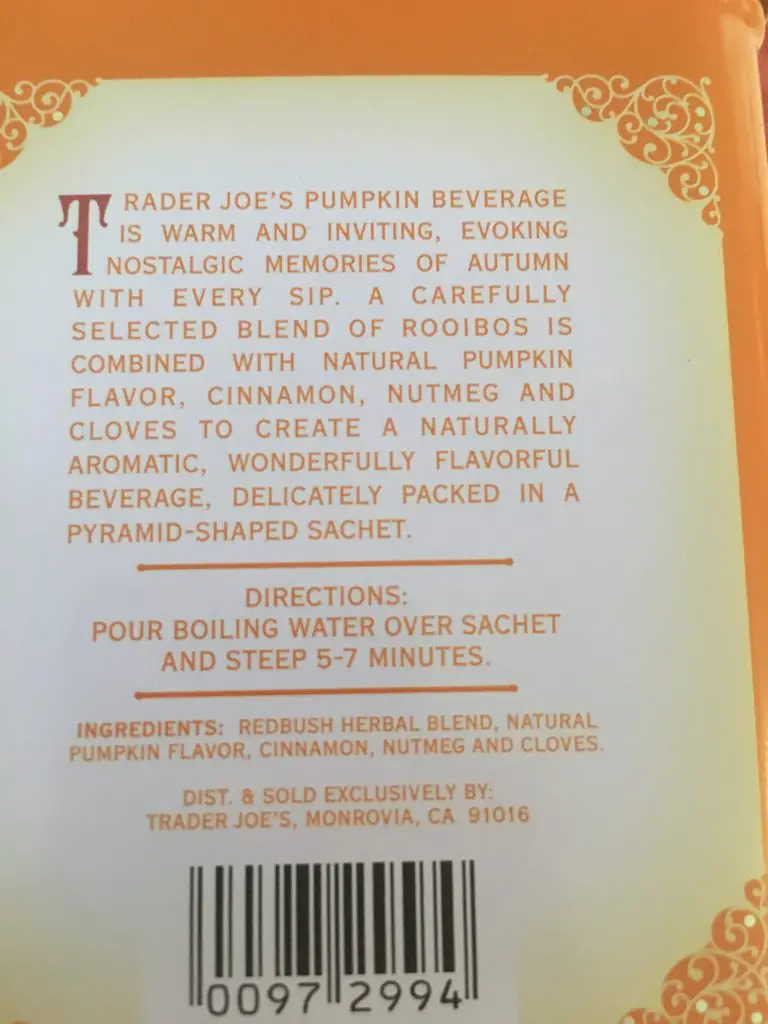 TRADER JOE'S PUMPKIN BEVERAGE
IS WARM AND INVITING, EVOKING
NOSTALGIC MEMORIES OF AUTUMN
WITH EVERY SIP. A CAREFULLY
SELECTED BLEND OF ROOIBOS IS
COMBINED WITH NATURAL PUMPKIN
FLAVOR, CINNAMON, NUTMEG AND
CLOVES TO CREATE A NATURALLY
AROMATIC, WONDERFULLY FLAVORFUL
BEVERAGE, DELICATELY PACKED IN A
PYRAMID-SHAPED SACHET.
DIRECTIONS:
POUR BOILING WATER OVER SACHET
AND STEEP 5-7 MINUTES.
INGREDIENTS: REDBUSH HERBAL BLEND, NATURAL
PUMPKIN FLAVOR, CINNAMON, NUTMEG AND CLOVES.
DIST. & SOLD EXCLUSIVELY BY:
TRADER JOE'S, MONROVIA, CA 91016
0097 2994